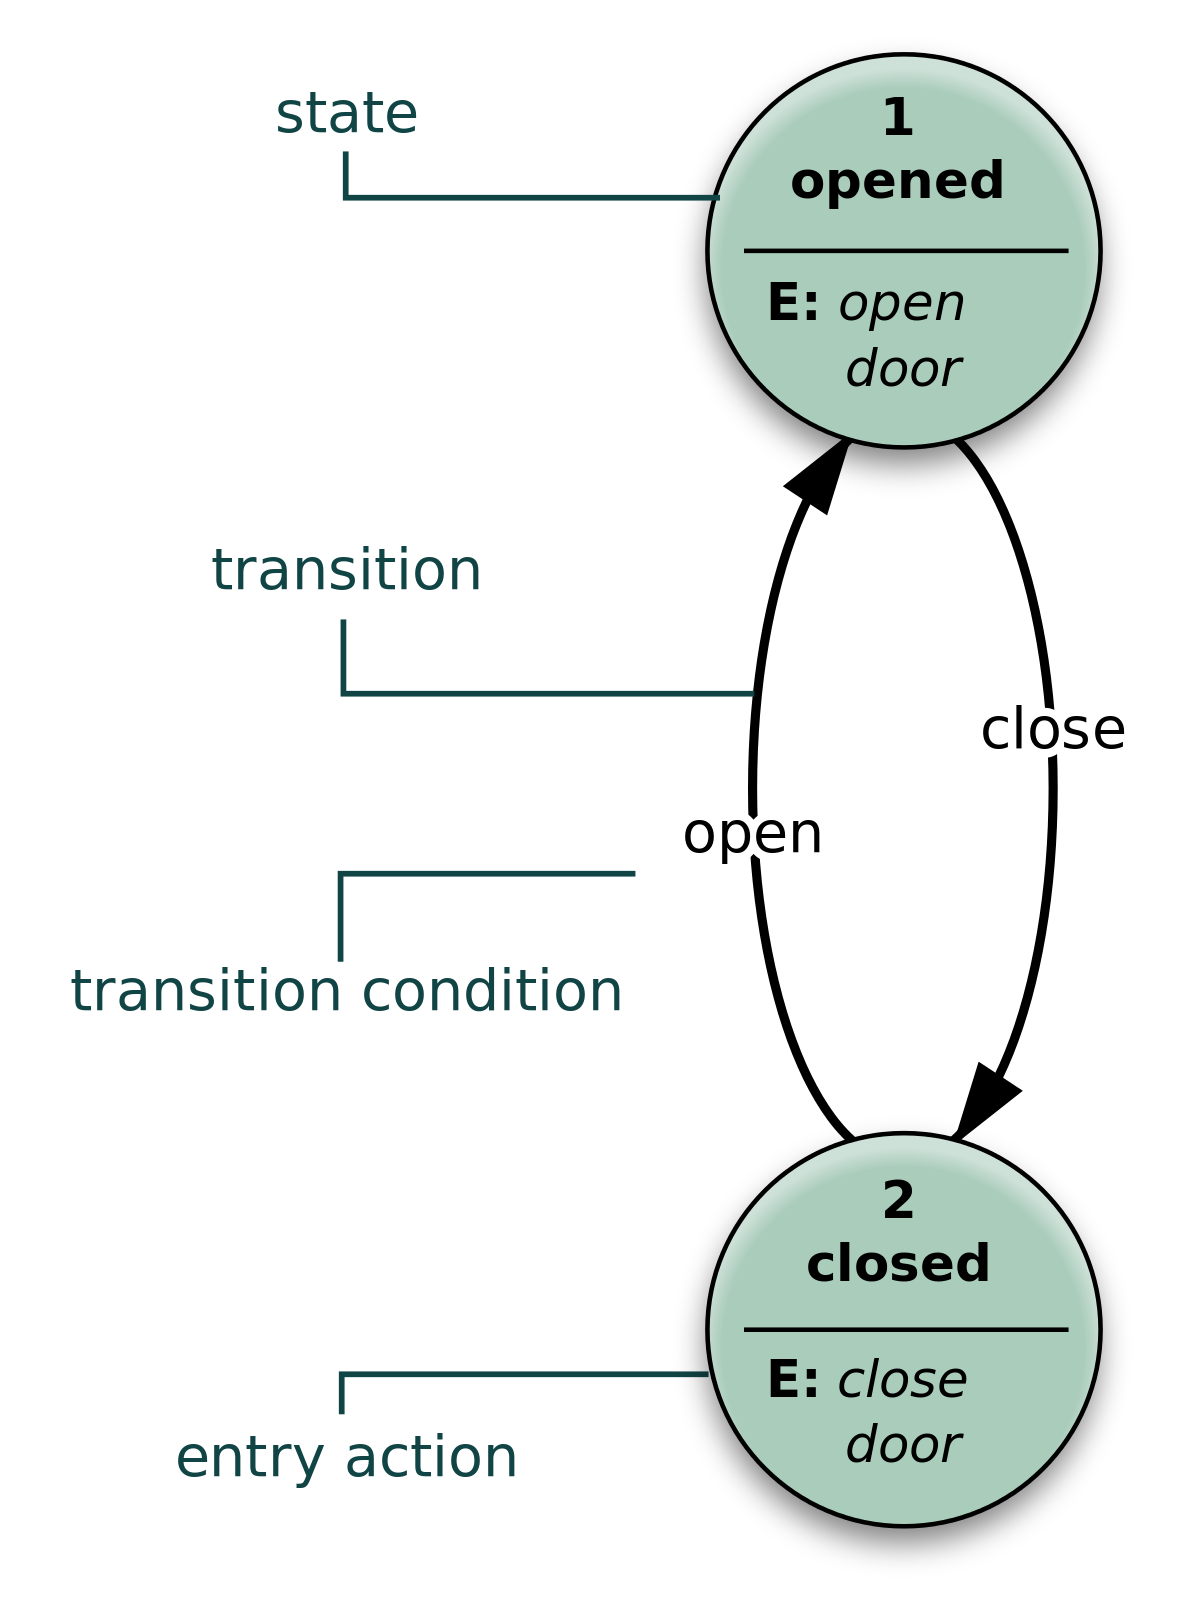 state
1
opened
E: open
door
transition
close
open
transition condition
2
closed
E: close
door
entry action